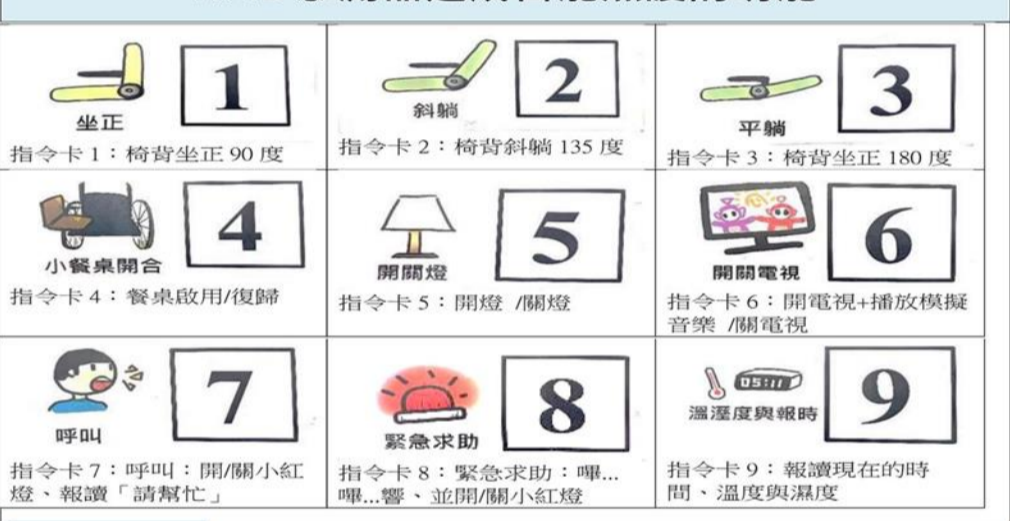 1
坐正
指令卡 1：椅背坐正 90 度
2
斜躺
指令卡 2：椅背斜躺 135 度
3
平躺
指令卡 3：椅背坐正 180 度
4
小餐桌開合
指令卡 4：餐桌啟用/復歸
5
開關燈
指令卡 5：開燈 /關燈
6
開關電視
指令卡 6：開電視+播放模擬
音樂 /關電視
7
呼叫
指令卡 7：呼叫：開/關小紅
燈、報讀「請幫忙」
8
緊急求助
指令卡 8：緊急求助：嗶...
嗶...響、並開/關小紅燈
05:11
溫溼度與報時
9
指令卡 9：報讀現在的時
間、溫度與濕度